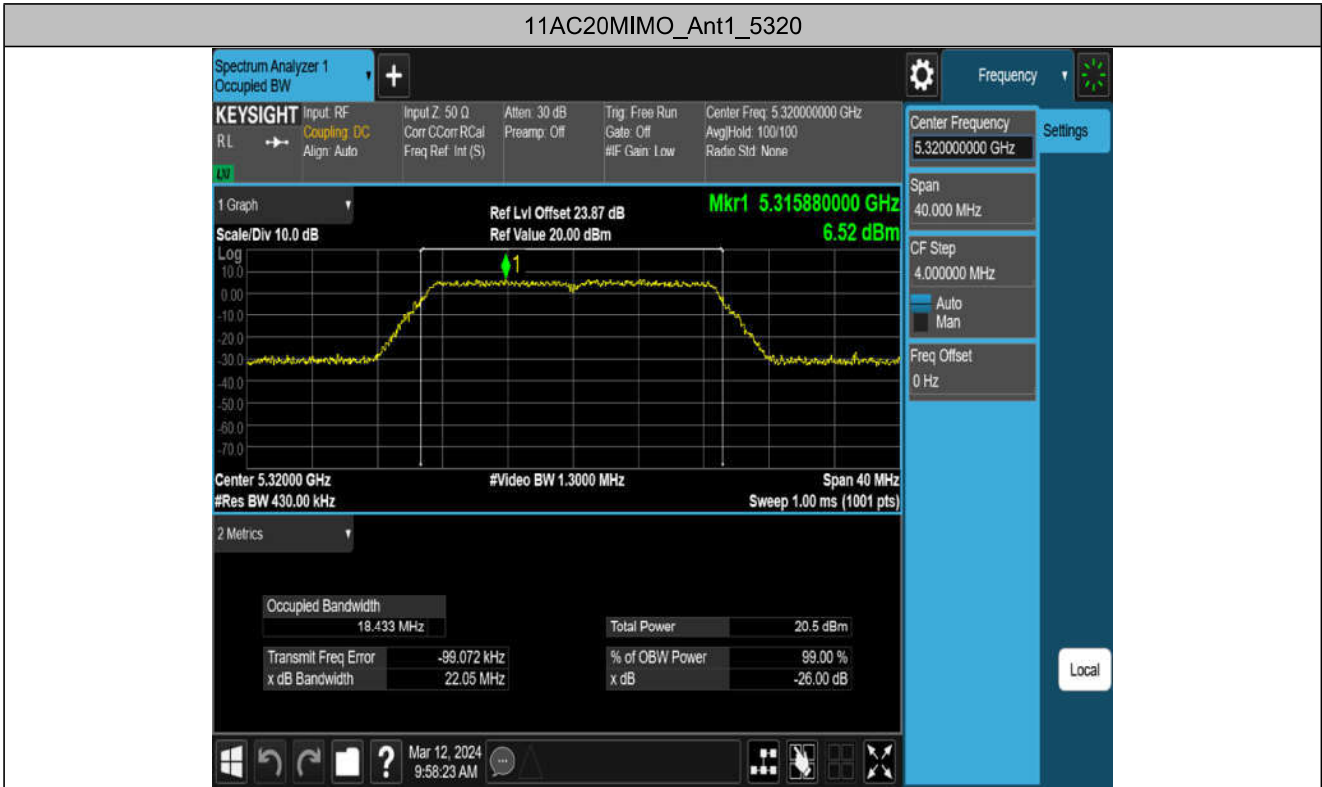 11AC20MIMO_Ant1_5320
Spectrum Analyzer 1
Occupied BW
Frequency
KEYSIGHT
R L
LXI
Input: RF
Coupling: DC
Align: Auto
Input Z: 50 Ω
Corr CCorr RCal
Freq Ref: Int (S)
Atten: 30 dB
Preamp: Off
Trig: Free Run
Gate: Off
#IF Gain: Low
Center Freq: 5.320000000 GHz
Avg|Hold: 100/100
Radio Std: None
Center Frequency
5.320000000 GHz
Settings
Span
40.000 MHz
CF Step
4.000000 MHz
Auto
Man
Freq Offset
0 Hz
1 Graph
Scale/Div 10.0 dB
Ref Lvl Offset 23.87 dB
Ref Value 20.00 dBm
Mkr1 5.315880000 GHz
6.52 dBm
Log
10.0
0.00
-10.0
-20.0
-30.0
-40.0
-50.0
-60.0
-70.0
1
Center 5.32000 GHz
#Res BW 430.00 kHz
#Video BW 1.3000 MHz
Span 40 MHz
Sweep 1.00 ms (1001 pts)
2 Metrics
Occupied Bandwidth
18.433 MHz
Total Power 20.5 dBm
Transmit Freq Error -99.072 kHz
% of OBW Power 99.00 %
x dB Bandwidth 22.05 MHz
x dB -26.00 dB
Local
Mar 12, 2024
9:58:23 AM